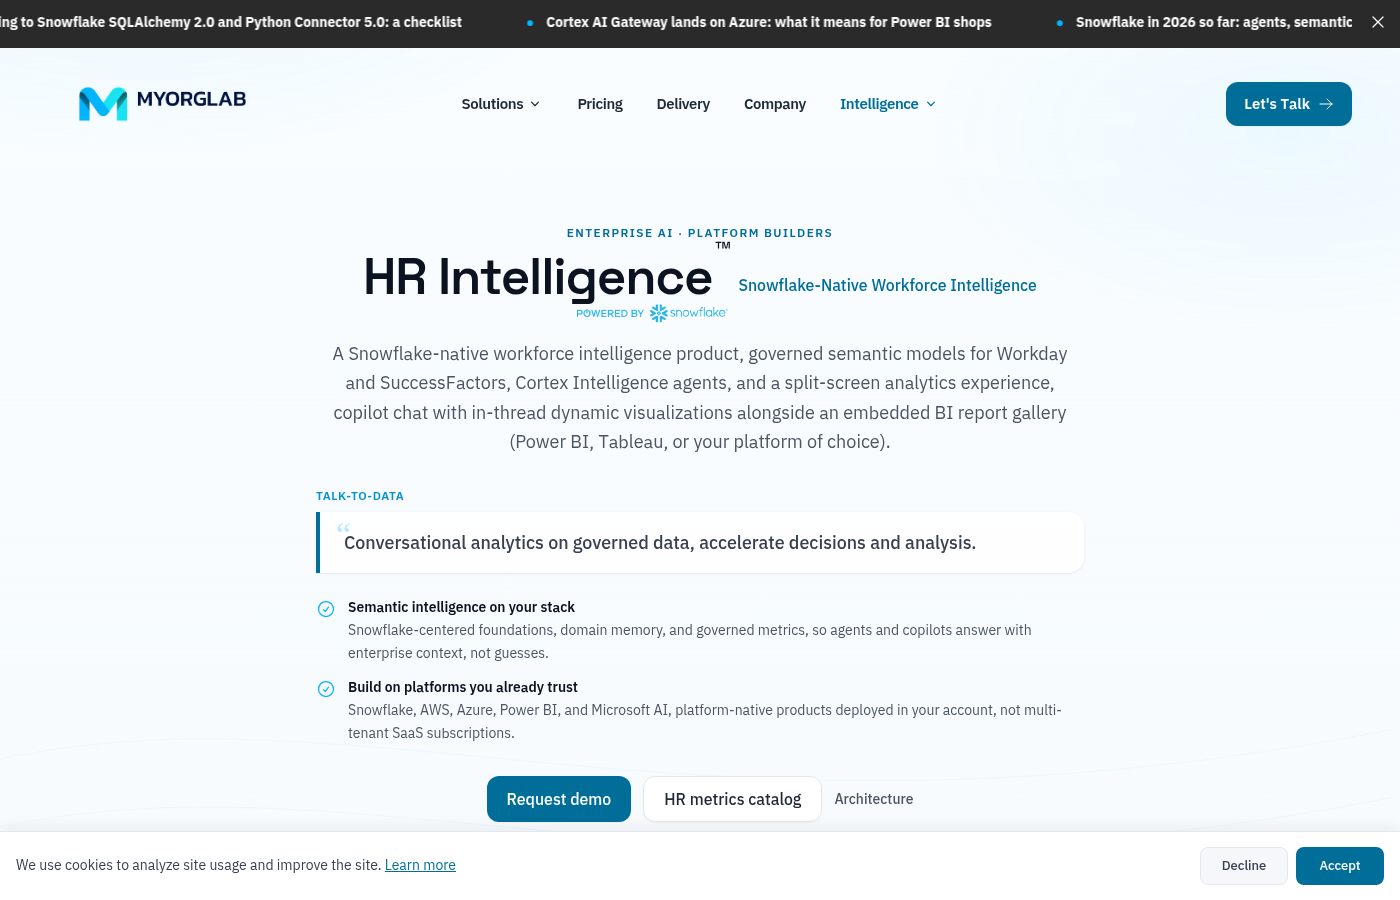 ing to Snowflake SQLAlchemy 2.0 and Python Connector 5.0: a checklist • Cortex AI Gateway lands on Azure: what it means for Power BI shops • Snowflake in 2026 so far: agents, semantic
MYORGLAB
Solutions Pricing Delivery Company Intelligence
Let's Talk
ENTERPRISE AI · PLATFORM BUILDERS
HR Intelligence™ Snowflake-Native Workforce Intelligence
POWERED BY snowflake
A Snowflake-native workforce intelligence product, governed semantic models for Workday
and SuccessFactors, Cortex Intelligence agents, and a split-screen analytics experience,
copilot chat with in-thread dynamic visualizations alongside an embedded BI report gallery
(Power BI, Tableau, or your platform of choice).
TALK-TO-DATA
“Conversational analytics on governed data, accelerate decisions and analysis.
Semantic intelligence on your stack
Snowflake-centered foundations, domain memory, and governed metrics, so agents and copilots answer with
enterprise context, not guesses.
Build on platforms you already trust
Snowflake, AWS, Azure, Power BI, and Microsoft AI, platform-native products deployed in your account, not multi-
tenant SaaS subscriptions.
Request demo HR metrics catalog Architecture
We use cookies to analyze site usage and improve the site. Learn more
Decline Accept